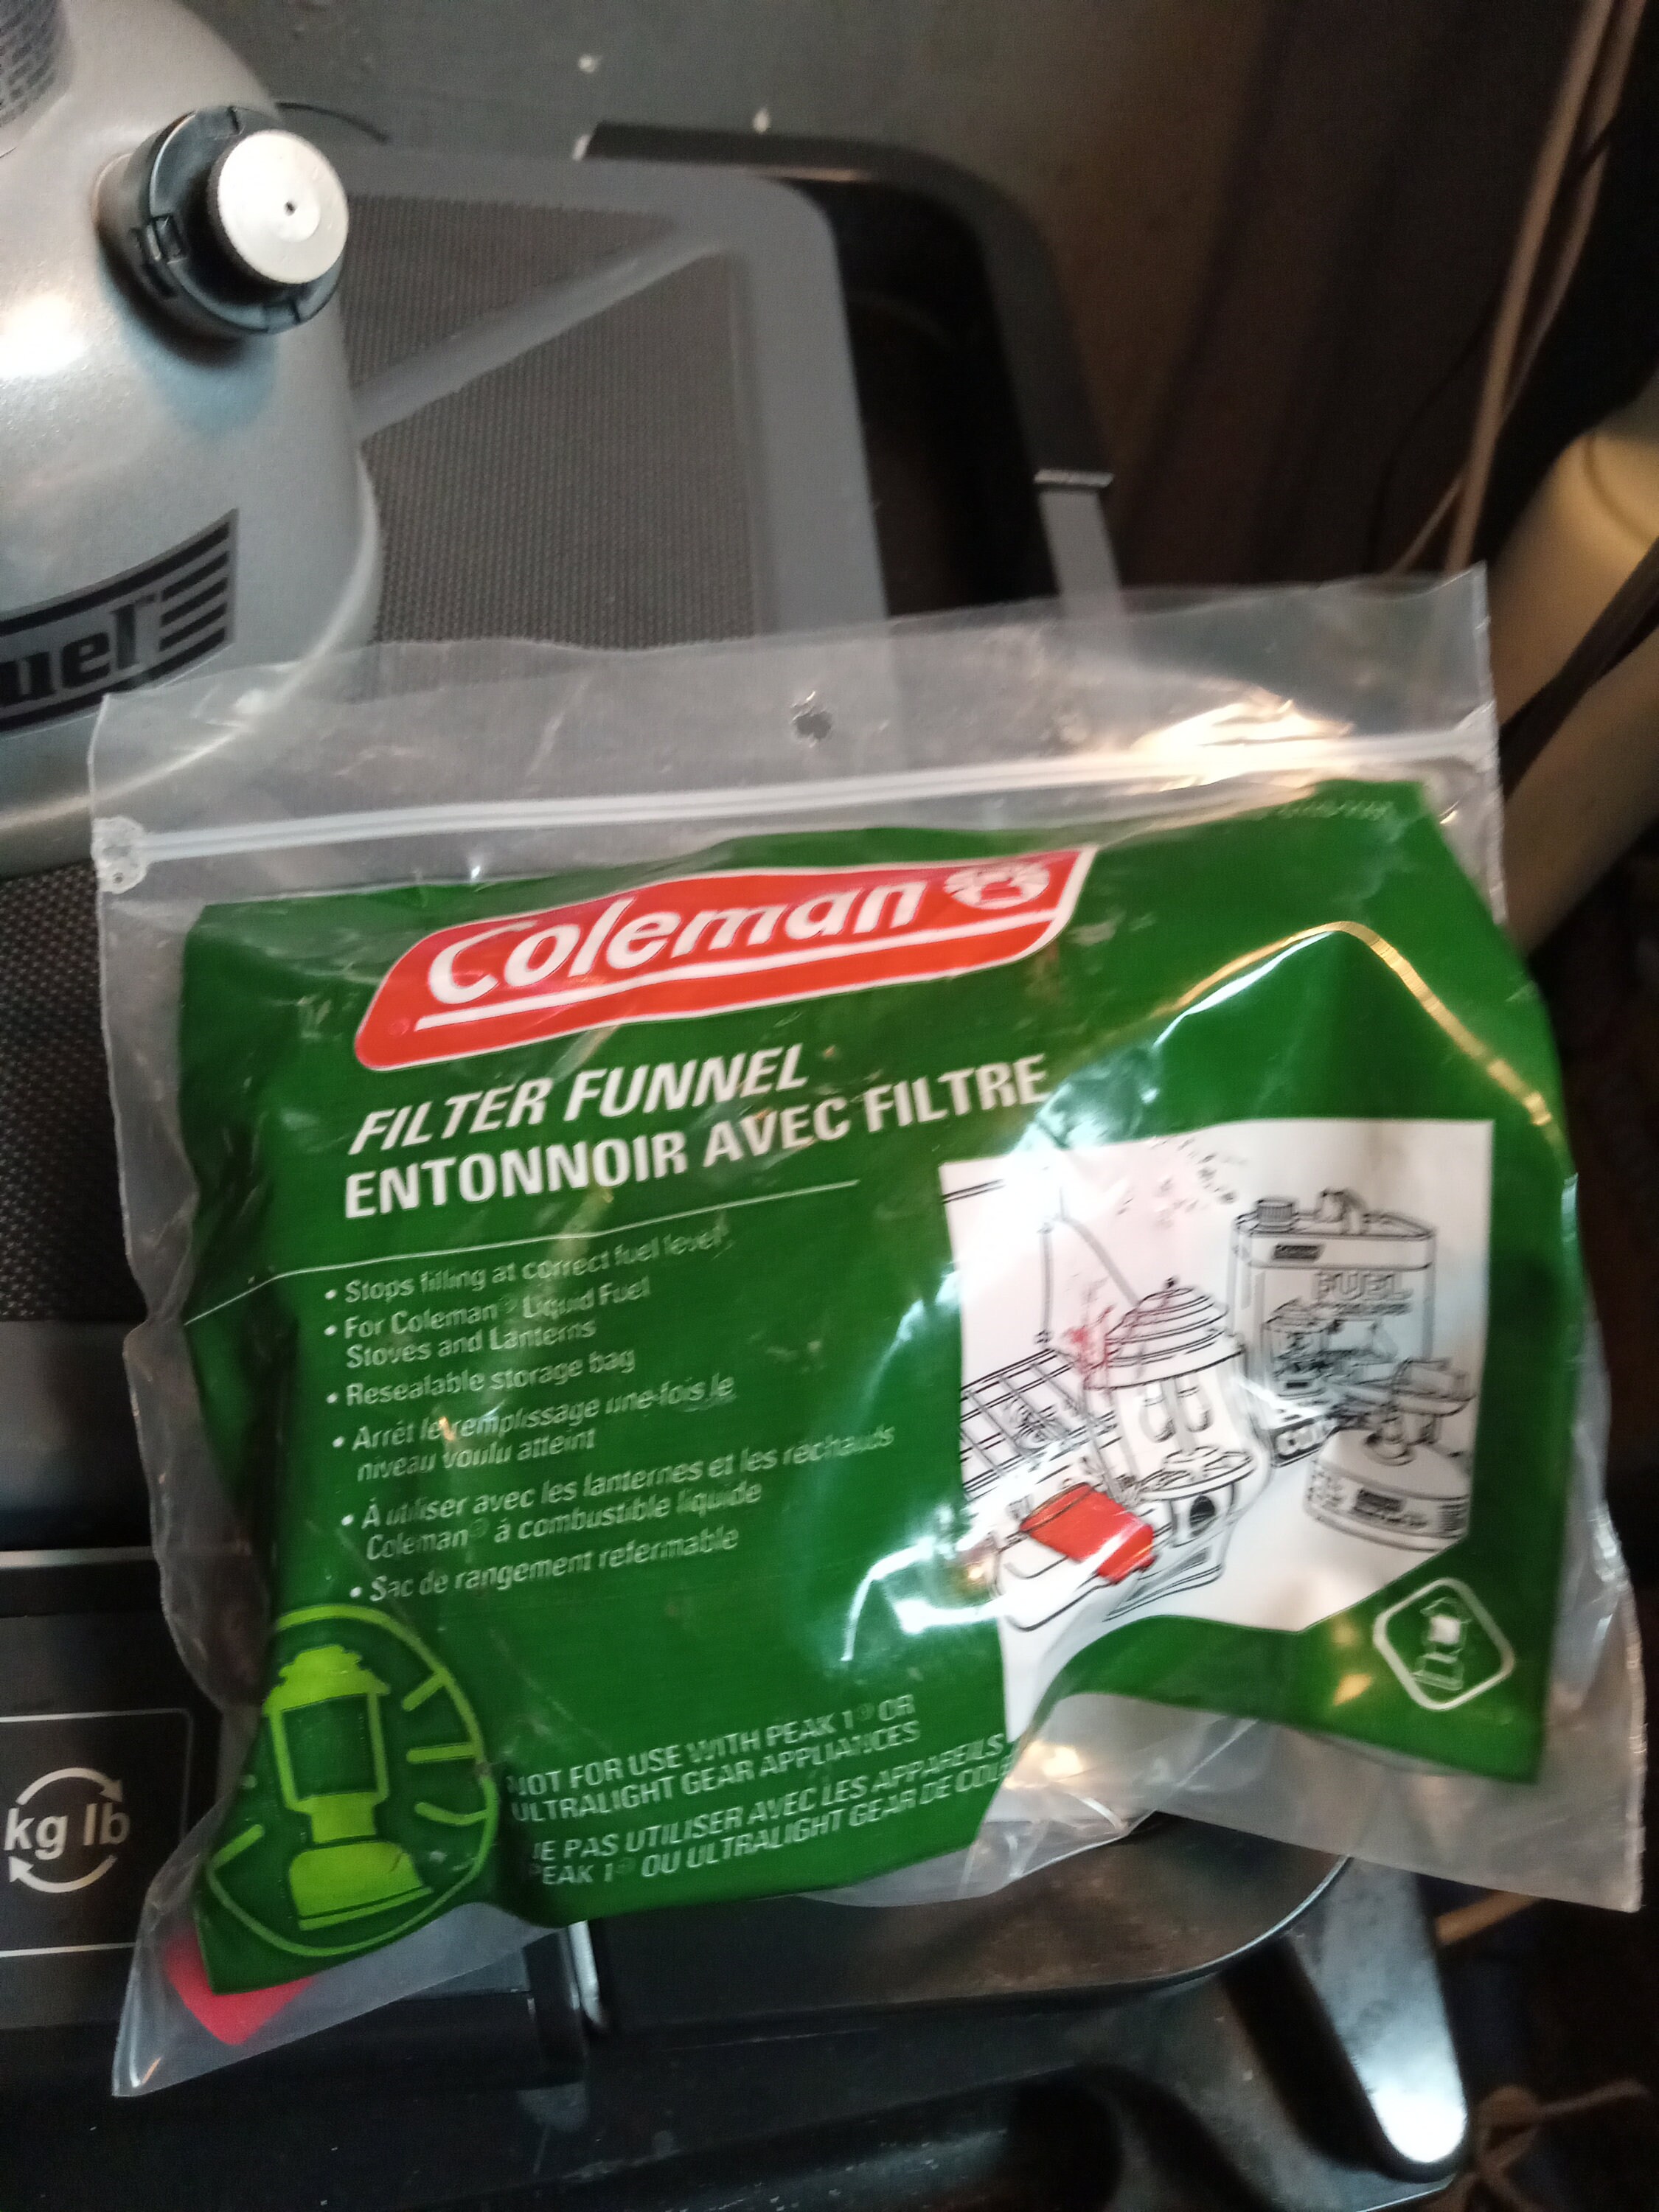 uel
Coleman
FILTER FUNNEL
ENTONNOIR AVEC FILTRE
• Stops filling at correct fuel level
• For Coleman® Liquid Fuel
Stoves and Lanterns
• Resealable storage bag
• Arrêt le remplissage une-fois le
niveau voulu atteint
• À utiliser avec les lanternes et les réchauds
Coleman® à combustible liquide
• Sac de rangement refermable
FUEL
NOT FOR USE WITH PEAK 1® OR
ULTRALIGHT GEAR APPLIANCES
NE PAS UTILISER AVEC LES APPAREILS
PEAK 1® OU ULTRALIGHT GEAR DE COLE
kg lb